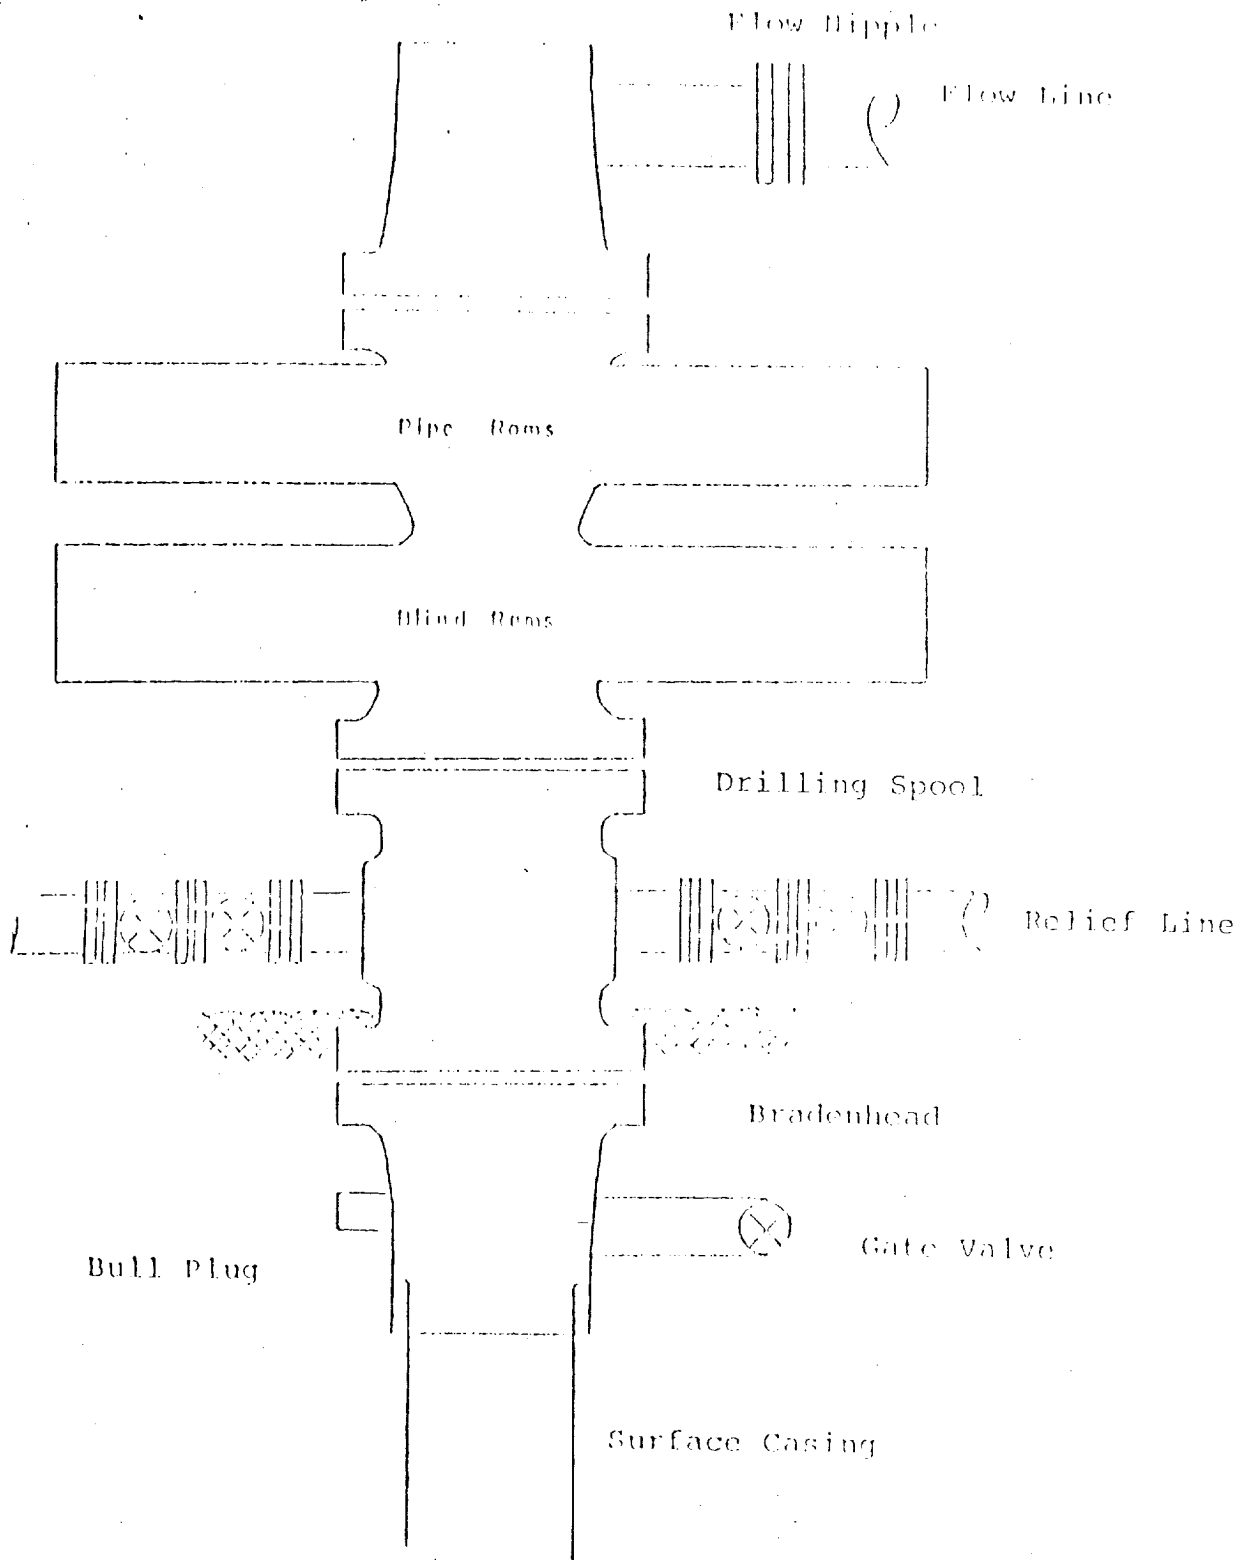 Flow Nipple
Flow Line
Pipe Rams
Blind Rams
Drilling Spool
Relief Line
Bradenhead
Gate Valve
Bull Plug
Surface Casing